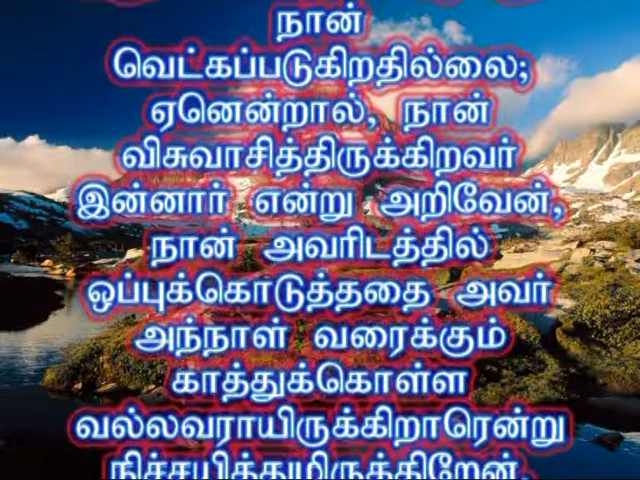 நான்
வெட்கப்படுகிறதில்லை;
ஏனென்றால், நான்
விசுவாசித்திருக்கிறவர்
இன்னார் என்று அறிவேன்,
நான் அவரிடத்தில்
ஒப்புக்கொடுத்ததை அவர்
அந்நாள் வரைக்கும்
காத்துக்கொள்ள
வல்லவராயிருக்கிறாரென்று
நிச்சயித்துமிருக்கிறேன்.